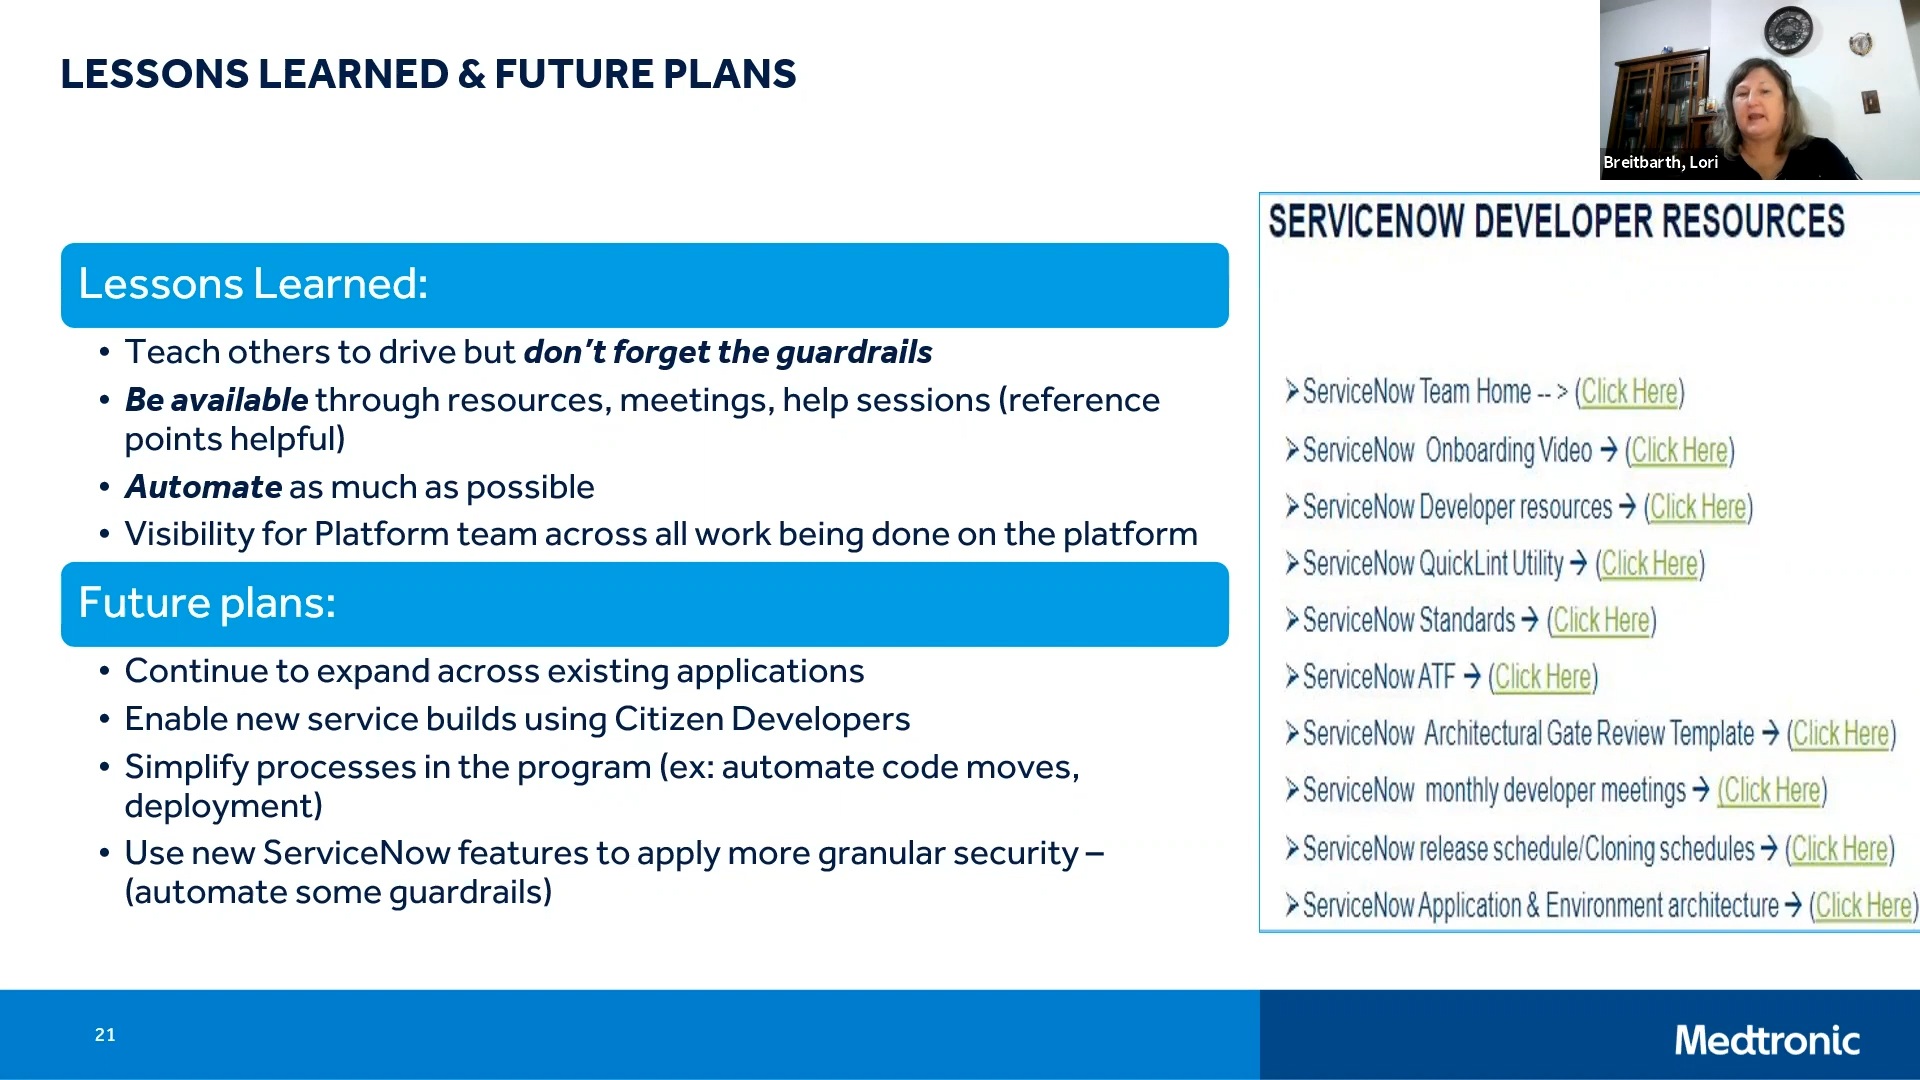 LESSONS LEARNED & FUTURE PLANS
Breitbarth, Lori
Lessons Learned:
• Teach others to drive but don’t forget the guardrails
• Be available through resources, meetings, help sessions (reference
points helpful)
• Automate as much as possible
• Visibility for Platform team across all work being done on the platform
Future plans:
• Continue to expand across existing applications
• Enable new service builds using Citizen Developers
• Simplify processes in the program (ex: automate code moves,
deployment)
• Use new ServiceNow features to apply more granular security –
(automate some guardrails)
SERVICENOW DEVELOPER RESOURCES
➢ServiceNow Team Home -- > (Click Here)
➢ServiceNow Onboarding Video → (Click Here)
➢ServiceNow Developer resources → (Click Here)
➢ServiceNow QuickLint Utility → (Click Here)
➢ServiceNow Standards → (Click Here)
➢ServiceNow ATF → (Click Here)
➢ServiceNow Architectural Gate Review Template → (Click Here)
➢ServiceNow monthly developer meetings → (Click Here)
➢ServiceNow release schedule/Cloning schedules → (Click Here)
➢ServiceNow Application & Environment architecture → (Click Here)
21
Medtronic